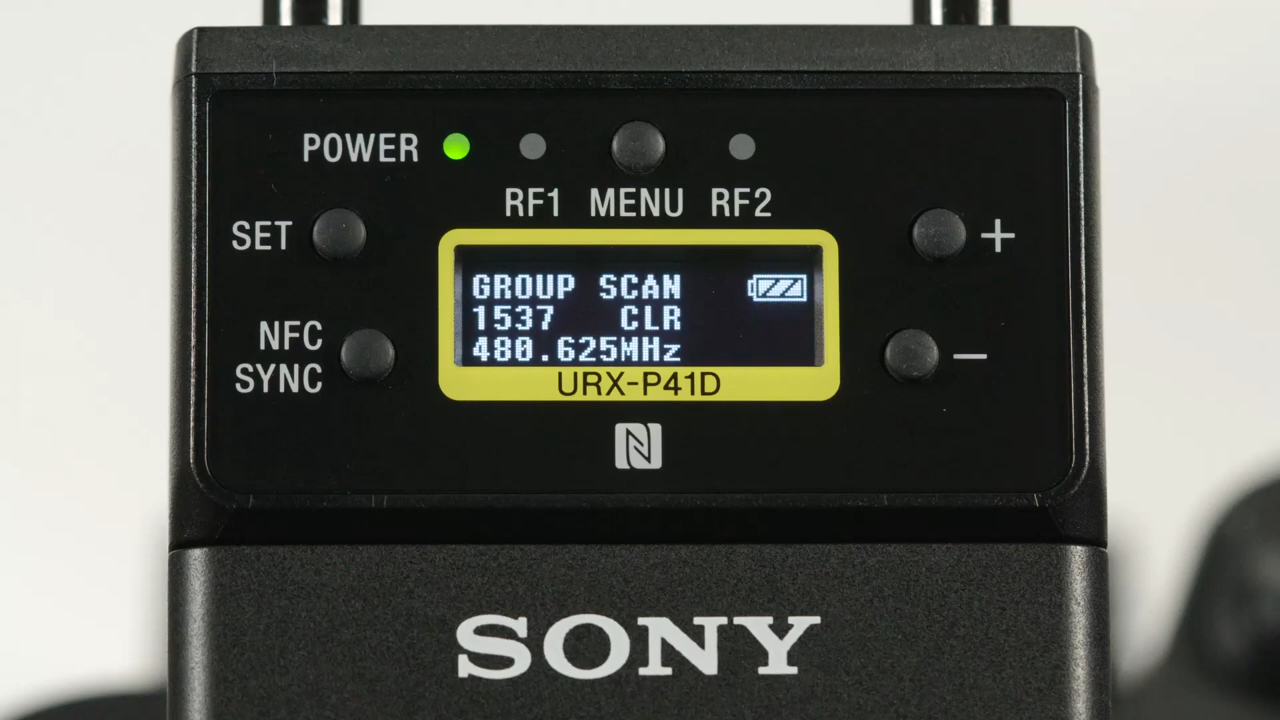 POWER
RF1 MENU RF2
SET
+
GROUP SCAN
1537 CLR
480.625MHz
NFC
SYNC
—
URX-P41D
SONY